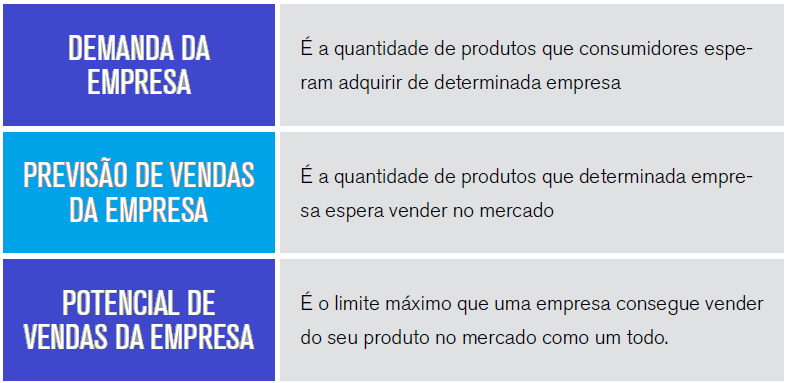 DEMANDA DA
EMPRESA
É a quantidade de produtos que consumidores espe-
ram adquirir de determinada empresa
PREVISÃO DE VENDAS
DA EMPRESA
É a quantidade de produtos que determinada empre-
sa espera vender no mercado
POTENCIAL DE
VENDAS DA EMPRESA
É o limite máximo que uma empresa consegue vender
do seu produto no mercado como um todo.